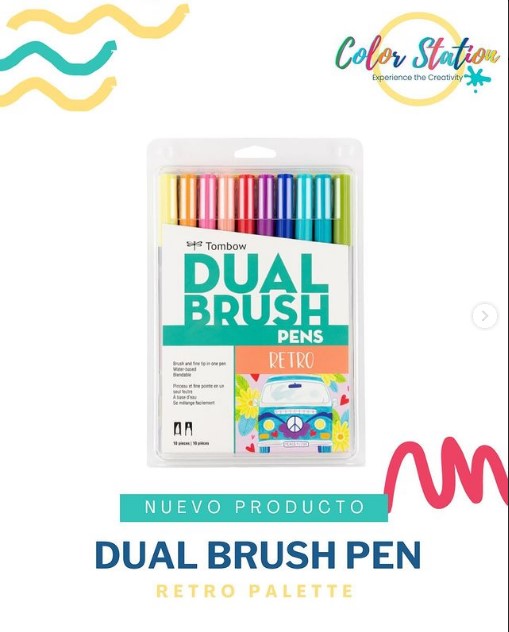 Color Station
Experience the Creativity
Tombow
DUAL
BRUSH
PENS
RETRO
Brush and fine tip in one pen
Water-based
Blendable
Pinceau et fine pointe en un
seul feutre
À base d'eau
Se mélange facilement
10 pieces | 10 pièces
NUEVO PRODUCTO
DUAL BRUSH PEN
RETRO PALETTE